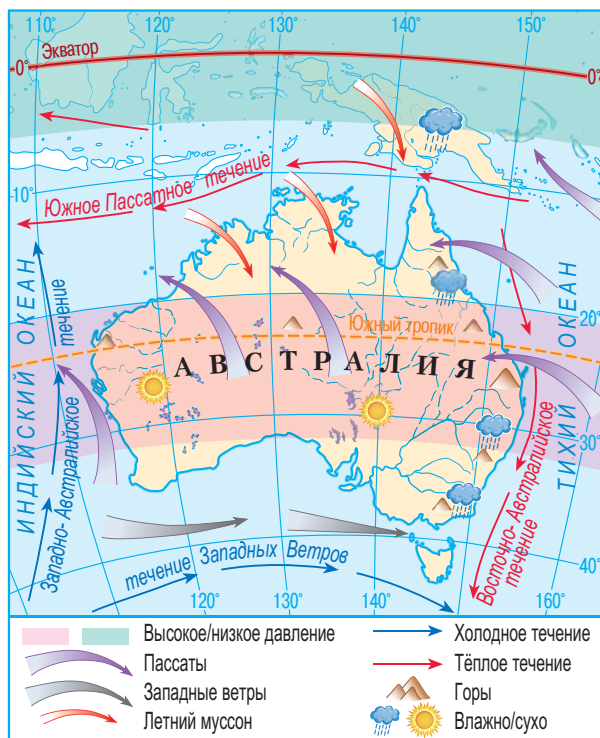 110° 120° 130° 140° 150°
Экватор
0° 0°
10°
Южное Пассатное течение
ИНДИЙСКИЙ ОКЕАН
Западно-Австралийское течение
20°
Южный тропик
АВСТРАЛИЯ
ТИХИЙ ОКЕАН
30°
Восточно-Австралийское
течение
течение Западных Ветров
40°
120° 130° 140° 160°
Высокое/низкое давление
Пассаты
Западные ветры
Летний муссон
Холодное течение
Тёплое течение
Горы
Влажно/сухо